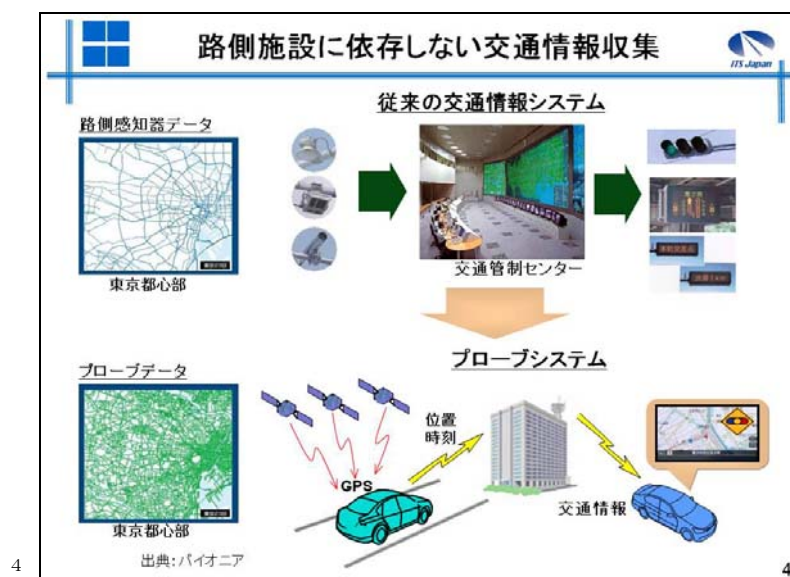 路側施設に依存しない交通情報収集
ITS Japan
従来の交通情報システム
路側感知器データ
東京都心部
交通管制センター
プローブシステム
プローブデータ
位置
時刻
GPS
交通情報
東京都心部
出典：パイオニア
4
4